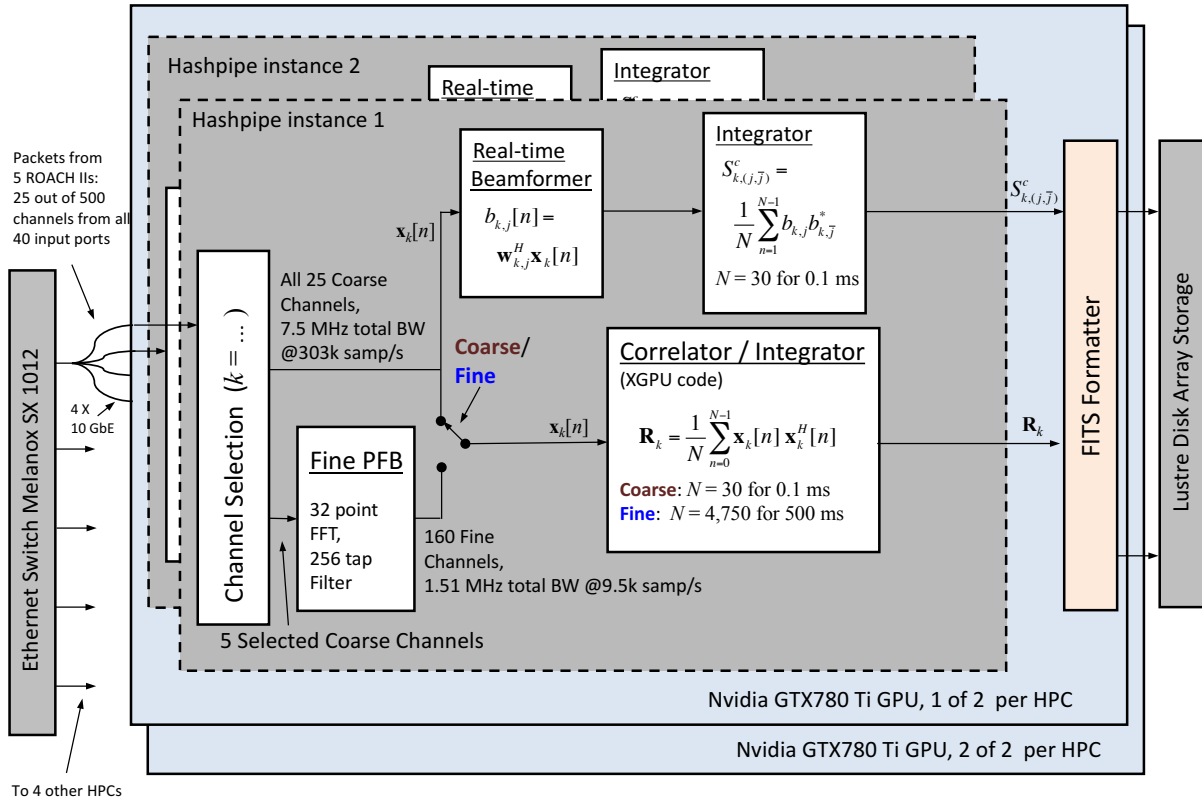 Hashpipe instance 2
Real-time
Integrator
Hashpipe instance 1
Packets from
5 ROACH IIs:
25 out of 500
channels from all
40 input ports
Ethernet Switch Melanox SX 1012
4 X
10 GbE
To 4 other HPCs
Channel Selection (k = ... )
All 25 Coarse
Channels,
7.5 MHz total BW
@303k samp/s
x_k[n]
Real-time
Beamformer
b_{k,j}[n] =
w_{k,j}^H x_k[n]
Integrator
S^c_{k,(j,j̅)} =
1/N ∑_{n=1}^{N-1} b_{k,j} b^*_{k,j̅}
N = 30 for 0.1 ms
S^c_{k,(j,j̅)}
Coarse/
Fine
Fine PFB
32 point
FFT,
256 tap
Filter
5 Selected Coarse Channels
160 Fine
Channels,
1.51 MHz total BW @9.5k samp/s
x_k[n]
Correlator / Integrator
(XGPU code)
R_k = 1/N ∑_{n=0}^{N-1} x_k[n] x_k^H[n]
Coarse: N = 30 for 0.1 ms
Fine: N = 4,750 for 500 ms
R_k
FITS Formatter
Lustre Disk Array Storage
Nvidia GTX780 Ti GPU, 1 of 2 per HPC
Nvidia GTX780 Ti GPU, 2 of 2 per HPC